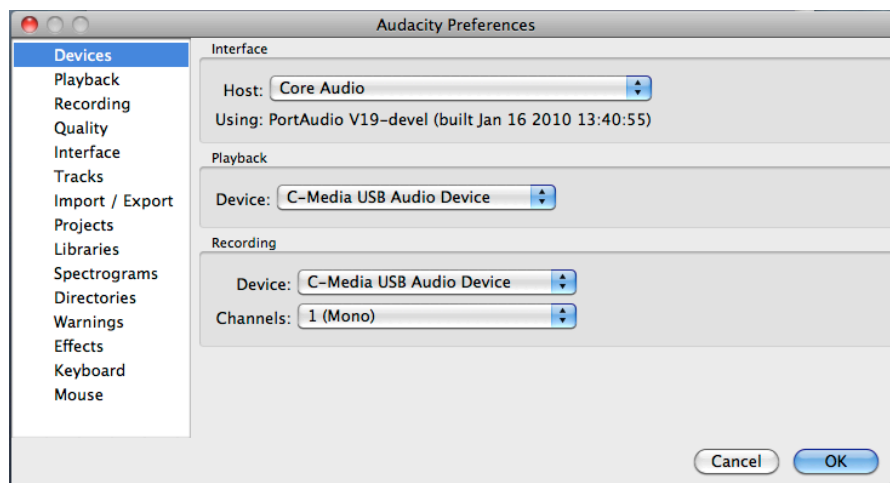 Audacity Preferences
Devices
Playback
Recording
Quality
Interface
Tracks
Import / Export
Projects
Libraries
Spectrograms
Directories
Warnings
Effects
Keyboard
Mouse
Interface
Host: Core Audio
Using: PortAudio V19-devel (built Jan 16 2010 13:40:55)
Playback
Device: C-Media USB Audio Device
Recording
Device: C-Media USB Audio Device
Channels: 1 (Mono)
Cancel OK